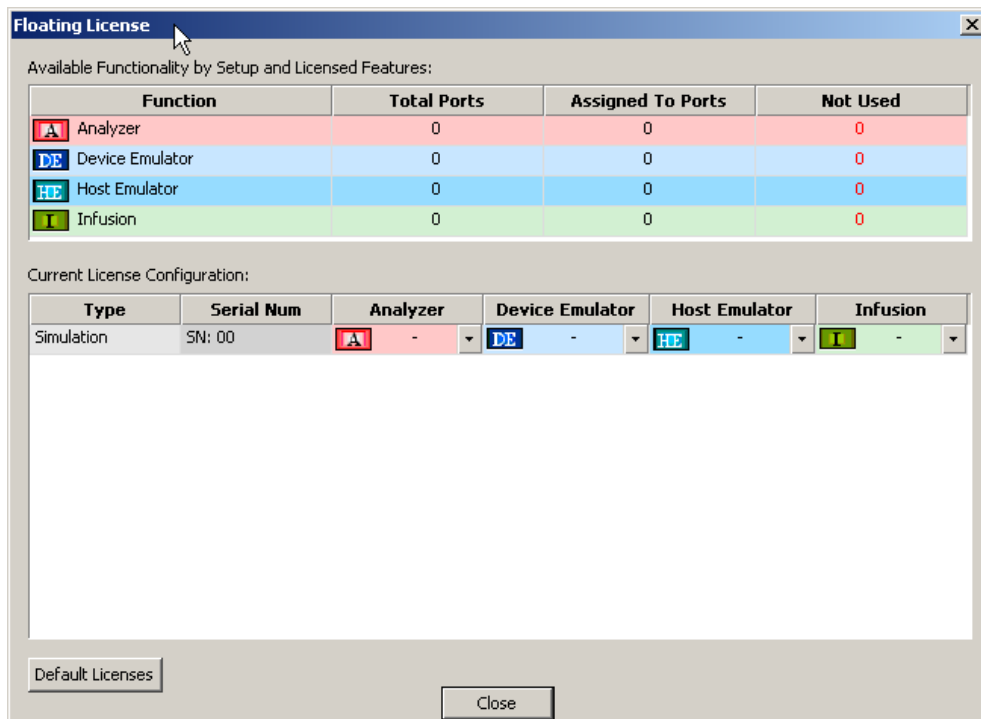 Floating License
Available Functionality by Setup and Licensed Features:
Function Total Ports Assigned To Ports Not Used
A Analyzer 0 0 0
DE Device Emulator 0 0 0
HE Host Emulator 0 0 0
I Infusion 0 0 0
Current License Configuration:
Type Serial Num Analyzer Device Emulator Host Emulator Infusion
Simulation SN: 00 A - DE - HE - I -
Default Licenses
Close